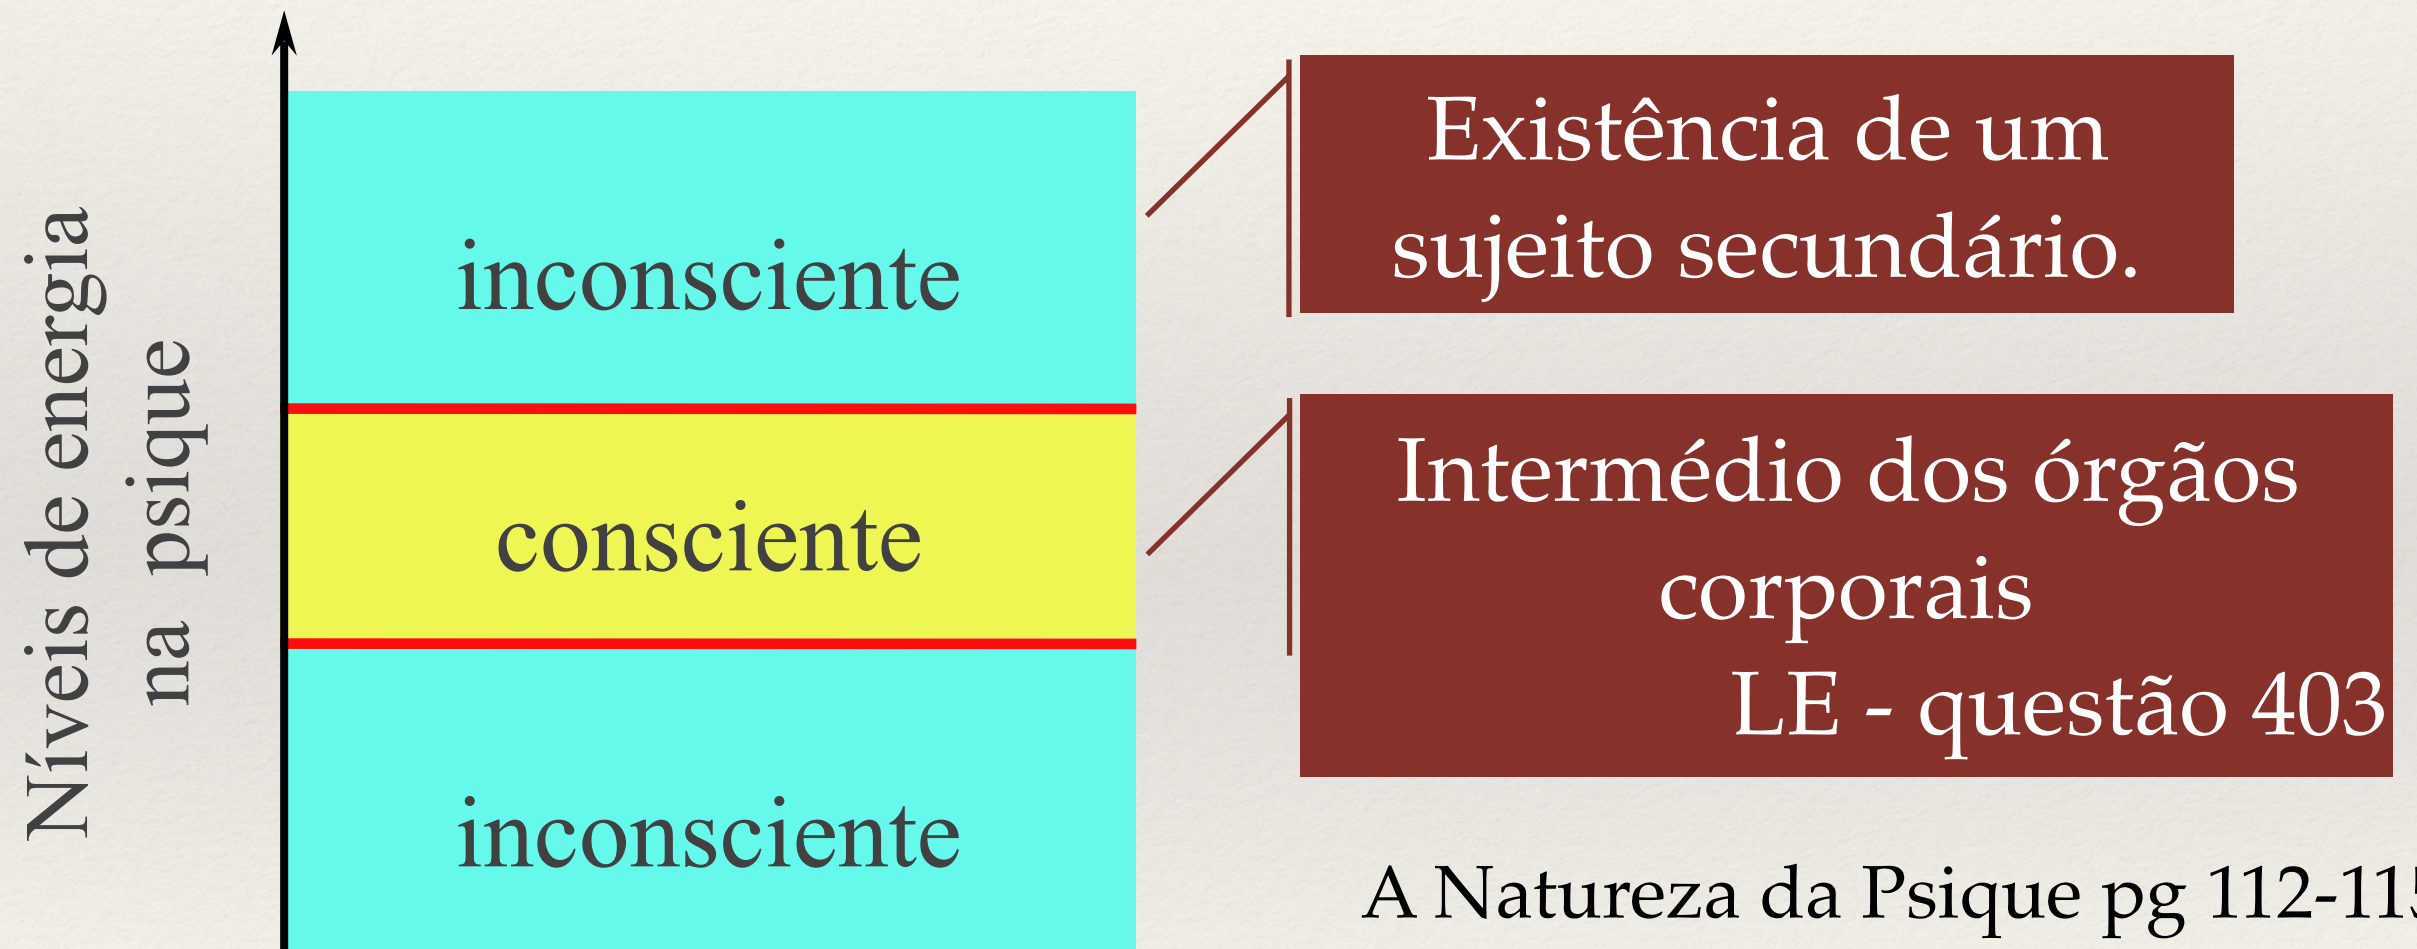 Níveis de energia
na psique
inconsciente
consciente
inconsciente
Existência de um
sujeito secundário.
Intermédio dos órgãos
corporais
LE - questão 403
A Natureza da Psique pg 112-115